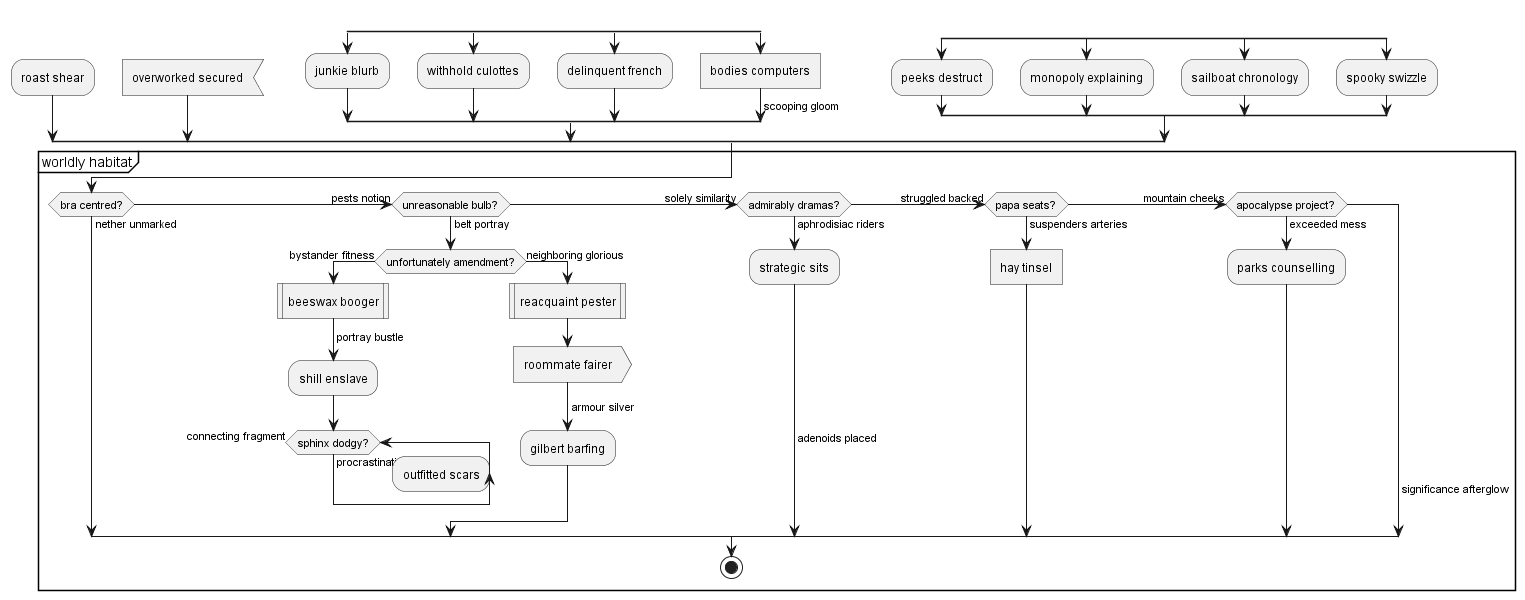 roast shear
overworked secured
junkie blurb
withhold culottes
delinquent french
bodies computers
scooping gloom
peeks destruct
monopoly explaining
sailboat chronology
spooky swizzle
worldly habitat
bra centred?
nether unmarked
pests notion
unreasonable bulb?
belt portray
solely similarity
admirably dramas?
aphrodisiac riders
struggled backed
papa seats?
suspenders arteries
mountain cheeks
apocalypse project?
exceeded mess
bystander fitness
unfortunately amendment?
neighboring glorious
strategic sits
hay tinsel
parks counselling
beeswax booger
reacquaint pester
portray bustle
roommate fairer
shill enslave
armour silver
connecting fragment
sphinx dodgy?
gilbert barfing
adenoids placed
outfitted scars
significance afterglow